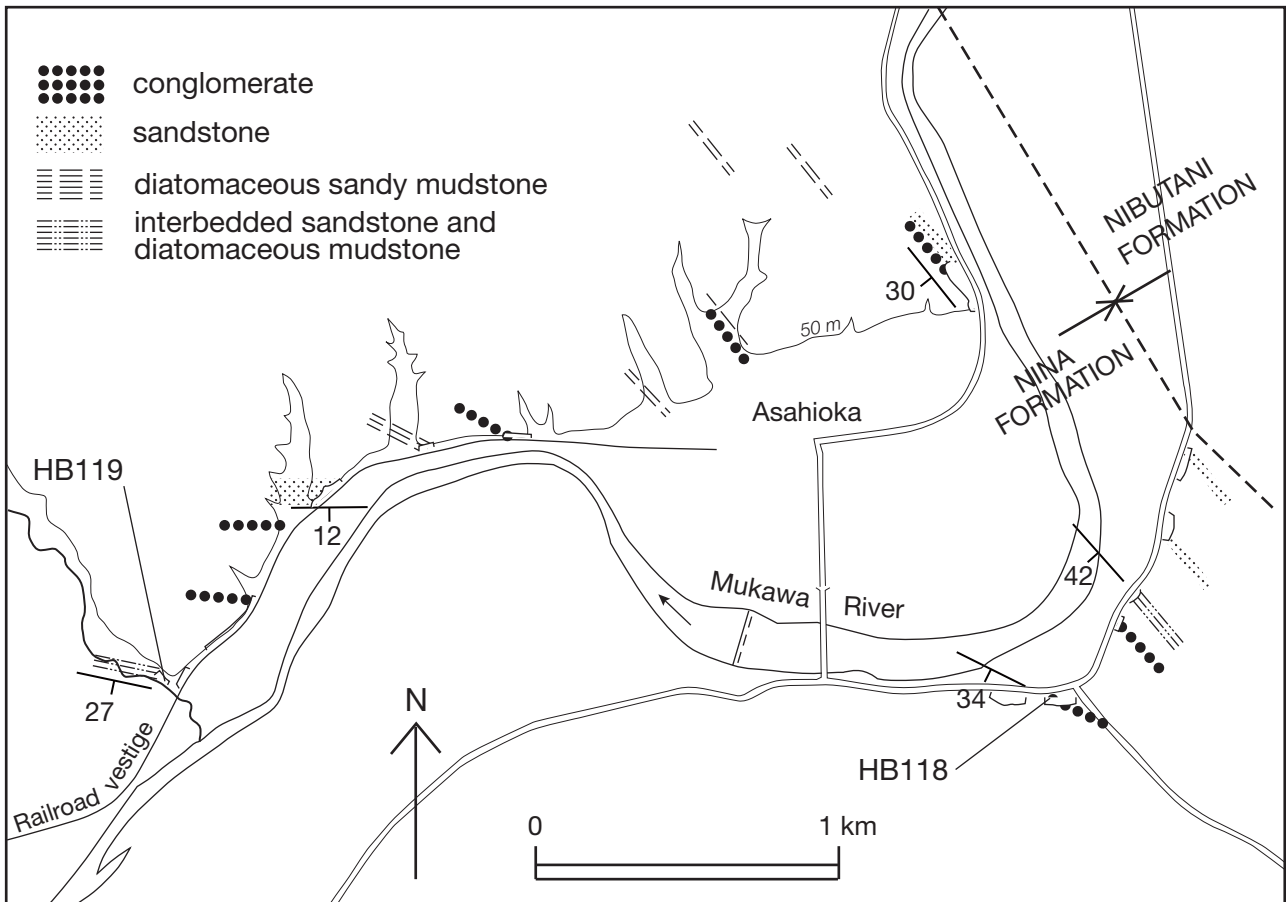 conglomerate
sandstone
diatomaceous sandy mudstone
interbedded sandstone and
diatomaceous mudstone
NIBUTANI
FORMATION
30
50 m
NINA
FORMATION
Asahioka
HB119
12
42
Mukawa River
27
34
N
HB118
Railroad vestige
0 1 km